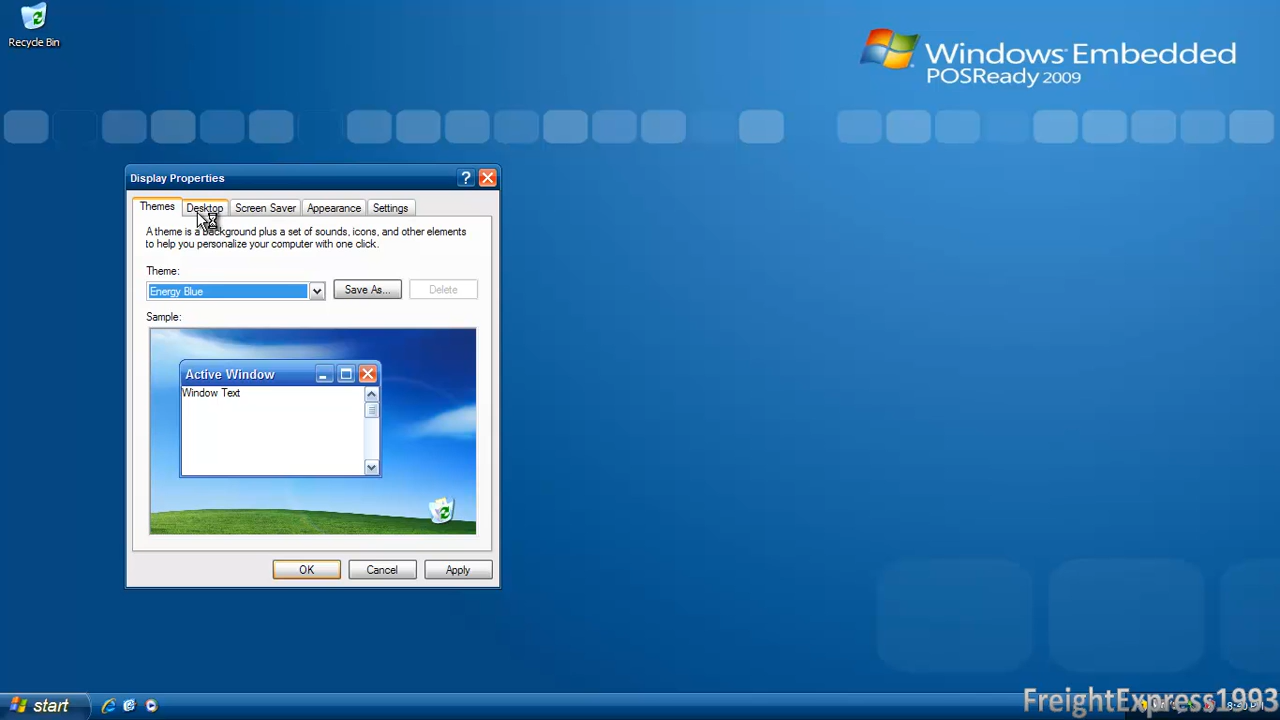 Recycle Bin
Windows Embedded
POSReady 2009
Display Properties
Themes
Desktop
Screen Saver
Appearance
Settings
A theme is a background plus a set of sounds, icons, and other elements
to help you personalize your computer with one click.
Theme:
Energy Blue
Save As...
Delete
Sample:
Active Window
Window Text
OK
Cancel
Apply
start
FreightExpress1993